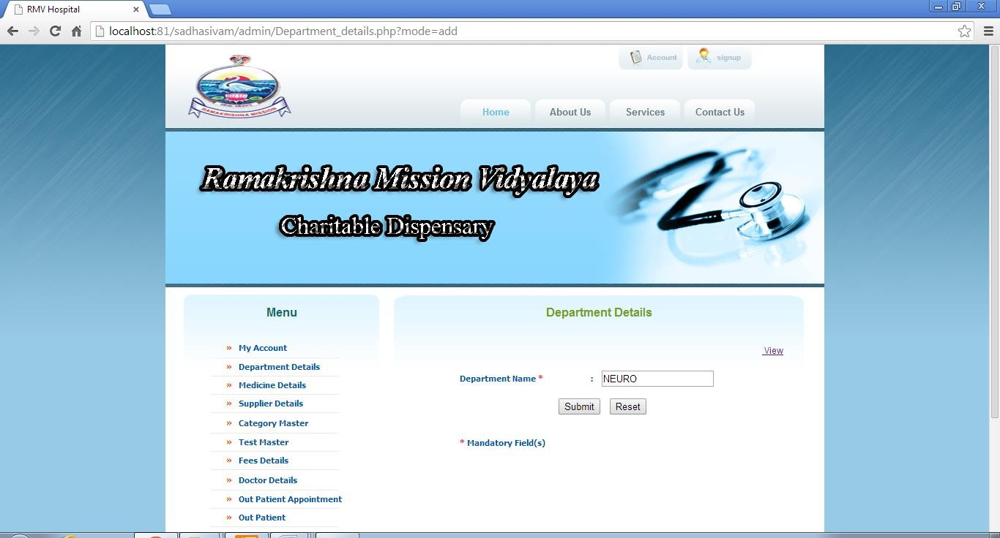 RMV Hospital
localhost:81/sadhasivam/admin/Department_details.php?mode=add
Account signup
RAMAKRISHNA MISSION
Home About Us Services Contact Us
Ramakrishna Mission Vidyalaya
Charitable Dispensary
Menu
» My Account
» Department Details
» Medicine Details
» Supplier Details
» Category Master
» Test Master
» Fees Details
» Doctor Details
» Out Patient Appointment
» Out Patient
Department Details
View
Department Name * : NEURO
Submit Reset
* Mandatory Field(s)